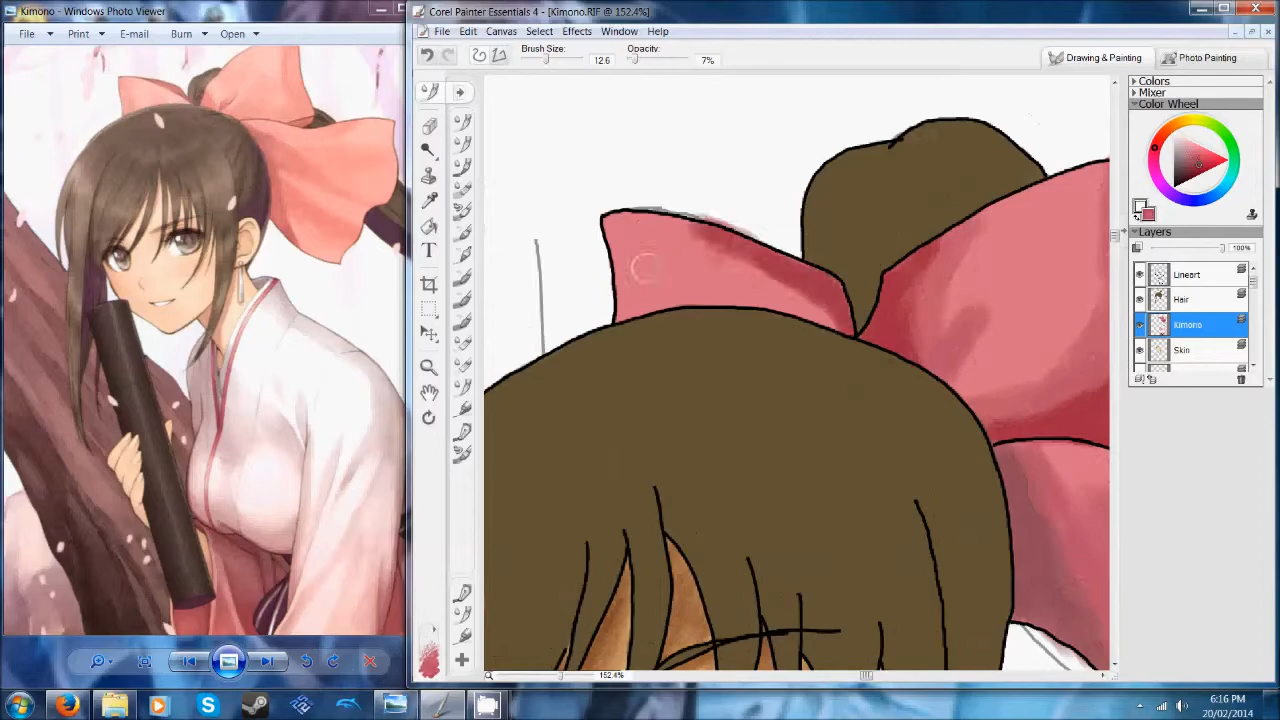 Kimono - Windows Photo Viewer
File Print E-mail Burn Open
Corel Painter Essentials 4 - [Kimono.RIF @ 152.4%]
File Edit Canvas Select Effects Window Help
Brush Size: 12.6 Opacity: 7%
Drawing & Painting Photo Painting
Colors
Mixer
Color Wheel
Layers
100%
Lineart
Hair
Kimono
Skin
152.4%
6:16 PM
20/02/2014